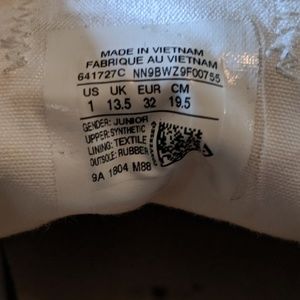 MADE IN VIETNAM
FABRIQUE AU VIETNAM
641727C NN9BWZ9F00755
US UK EUR CM
1 13.5 32 19.5
GENDER: JUNIOR
UPPER: SYNTHETIC
LINING: TEXTILE
OUTSOLE: RUBBER
9A 1804 M88